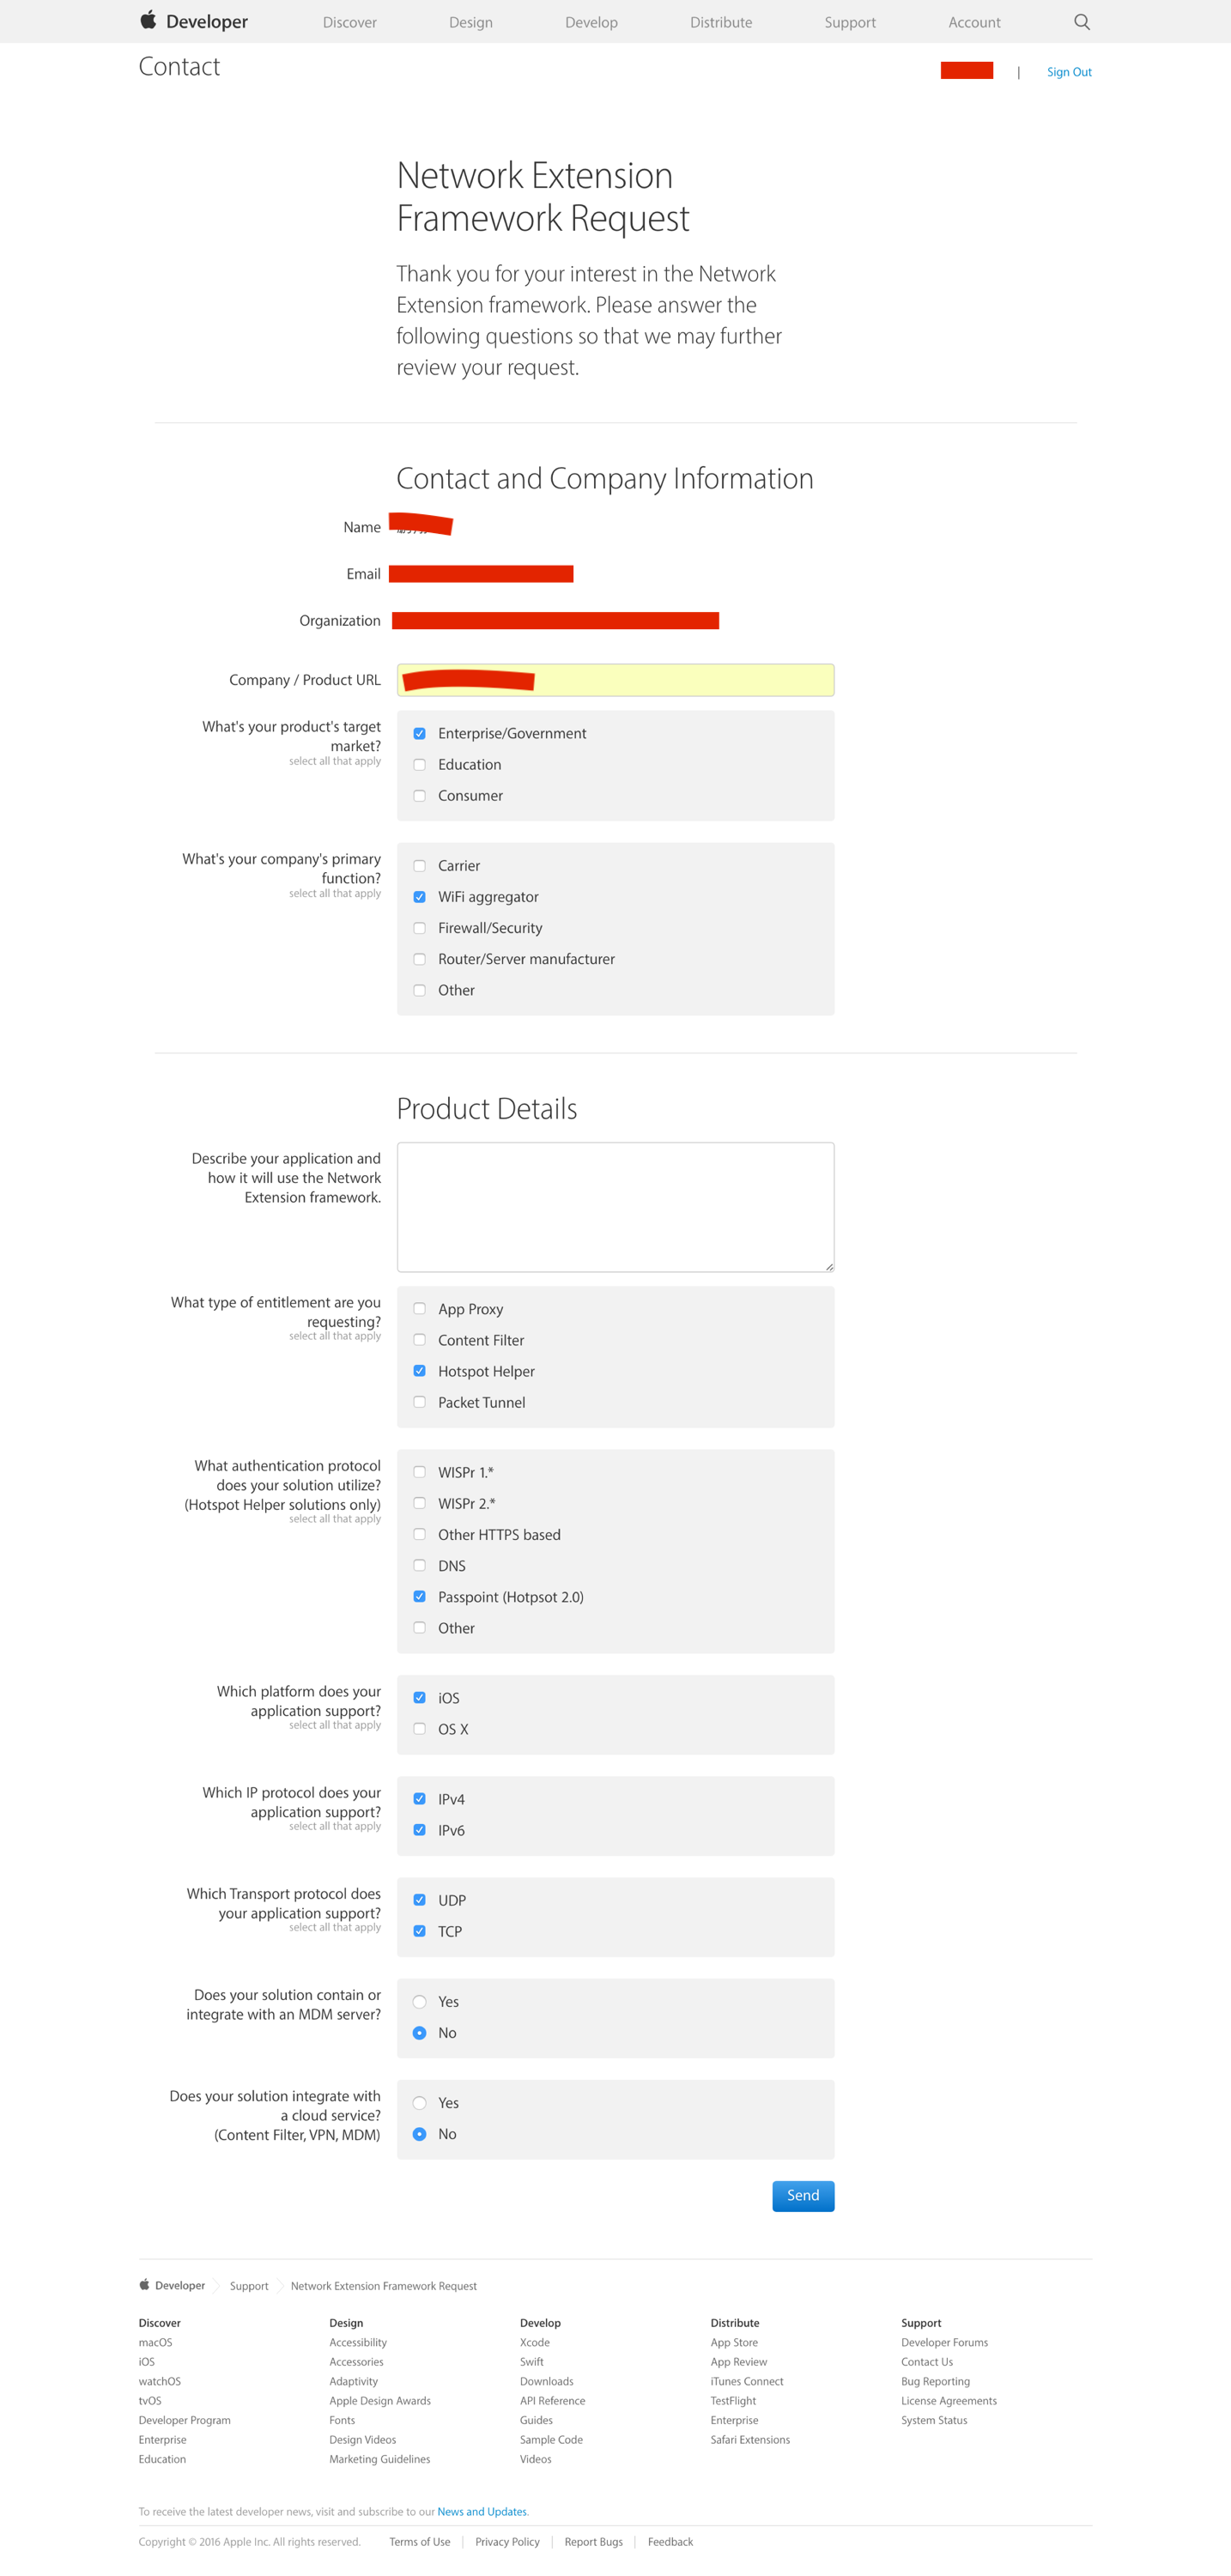 Developer
Discover
Design
Develop
Distribute
Support
Account
Contact
|
Sign Out
Network Extension
Framework Request
Thank you for your interest in the Network
Extension framework. Please answer the
following questions so that we may further
review your request.
Contact and Company Information
Name
Email
Organization
Company / Product URL
What's your product's target
market?
select all that apply
Enterprise/Government
Education
Consumer
What's your company's primary
function?
select all that apply
Carrier
WiFi aggregator
Firewall/Security
Router/Server manufacturer
Other
Product Details
Describe your application and
how it will use the Network
Extension framework.
What type of entitlement are you
requesting?
select all that apply
App Proxy
Content Filter
Hotspot Helper
Packet Tunnel
What authentication protocol
does your solution utilize?
(Hotspot Helper solutions only)
select all that apply
WISPr 1.*
WISPr 2.*
Other HTTPS based
DNS
Passpoint (Hotpsot 2.0)
Other
Which platform does your
application support?
select all that apply
iOS
OS X
Which IP protocol does your
application support?
select all that apply
IPv4
IPv6
Which Transport protocol does
your application support?
select all that apply
UDP
TCP
Does your solution contain or
integrate with an MDM server?
Yes
No
Does your solution integrate with
a cloud service?
(Content Filter, VPN, MDM)
Yes
No
Send
Developer
Support
Network Extension Framework Request
Discover
macOS
iOS
watchOS
tvOS
Developer Program
Enterprise
Education
Design
Accessibility
Accessories
Adaptivity
Apple Design Awards
Fonts
Design Videos
Marketing Guidelines
Develop
Xcode
Swift
Downloads
API Reference
Guides
Sample Code
Videos
Distribute
App Store
App Review
iTunes Connect
TestFlight
Enterprise
Safari Extensions
Support
Developer Forums
Contact Us
Bug Reporting
License Agreements
System Status
To receive the latest developer news, visit and subscribe to our News and Updates.
Copyright © 2016 Apple Inc. All rights reserved.
Terms of Use | Privacy Policy | Report Bugs | Feedback